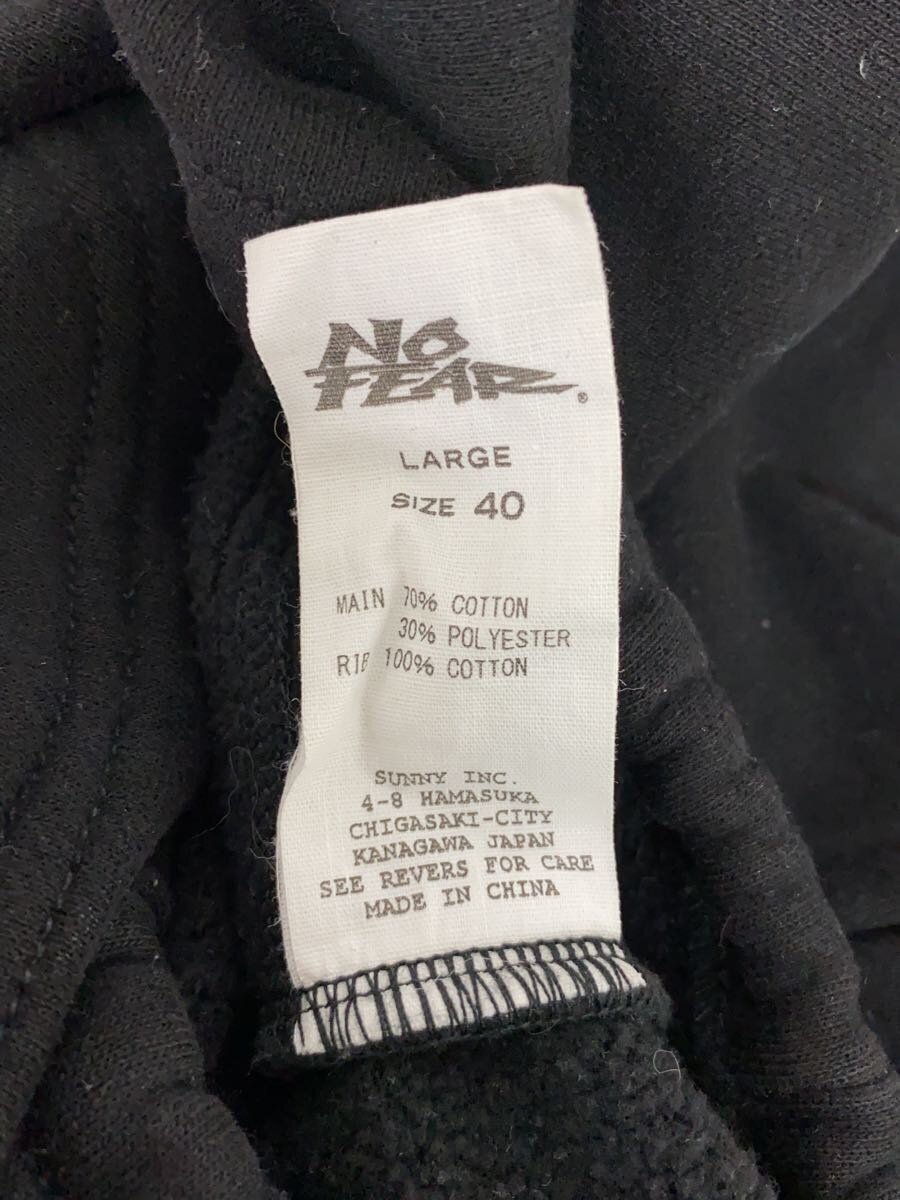 NO
FEAR®
LARGE
SIZE 40
MAIN 70% COTTON
30% POLYESTER
RIB 100% COTTON
SUNNY INC.
4-8 HAMASUKA
CHIGASAKI-CITY
KANAGAWA JAPAN
SEE REVERS FOR CARE
MADE IN CHINA